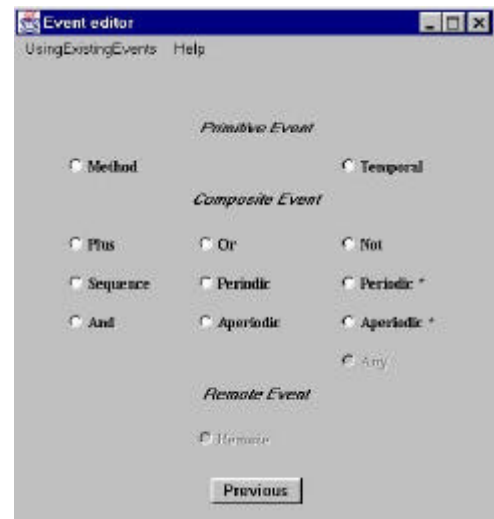 Event editor
UsingExistingEvents Help
Primitive Event
Method Temporal
Composite Event
Plus Or Not
Sequence Periodic Periodic *
And Aperiodic Aperiodic *
Any
Remote Event
Remote
Previous